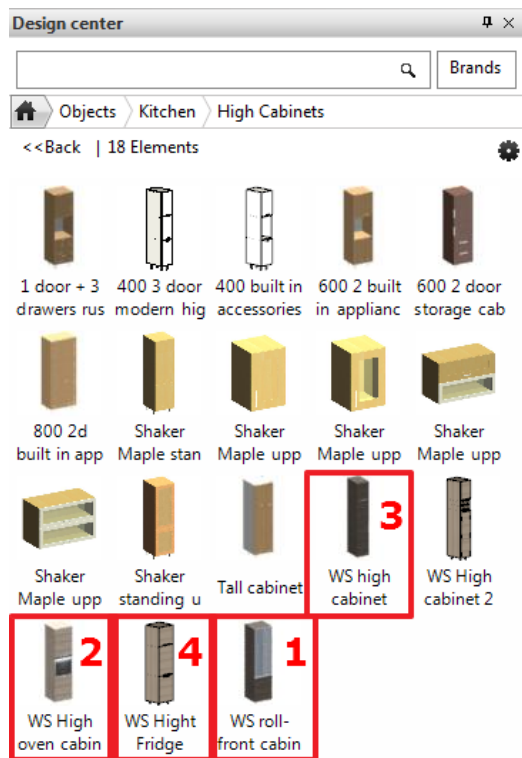 Design center
Brands
Objects Kitchen High Cabinets
<<Back | 18 Elements
1 door + 3 400 3 door 400 built in 600 2 built 600 2 door
drawers rus modern hig accessories in applianc storage cab
800 2d Shaker Shaker Shaker Shaker
built in app Maple stan Maple upp Maple upp Maple upp
3
Shaker Shaker Tall cabinet WS high WS High
Maple upp standing u cabinet cabinet 2
2 4 1
WS High WS Hight WS roll-
oven cabin Fridge front cabin